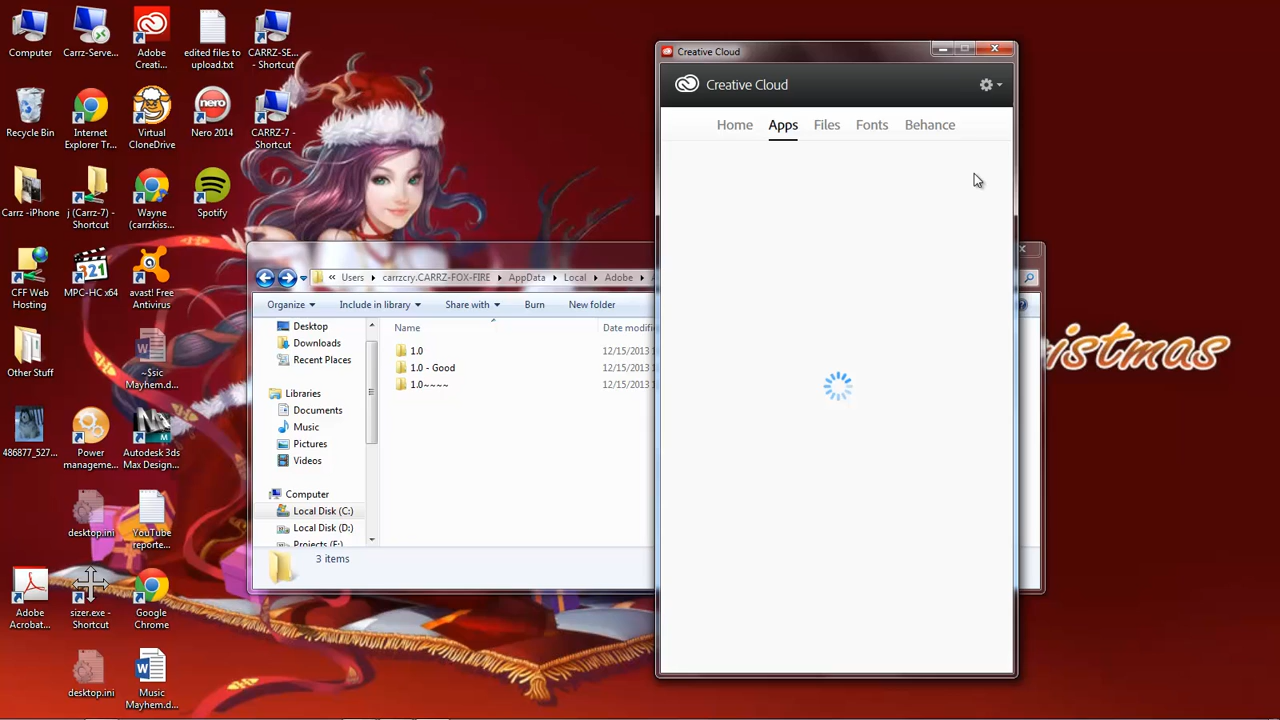 Computer
Carrz-Serve...
Adobe
Creati...
edited files to
upload.txt
CARRZ-SE...
- Shortcut
Recycle Bin
Internet
Explorer Tr...
Virtual
CloneDrive
Nero 2014
CARRZ-7 -
Shortcut
Carrz -iPhone
j (Carrz-7) -
Shortcut
Wayne
(carrzkiss...
Spotify
CFF Web
Hosting
MPC-HC x64
avast! Free
Antivirus
Other Stuff
~$sic
Mayhem.d...
486877_527...
Power
manageme...
Autodesk 3ds
Max Design...
desktop.ini
YouTube
reporte...
Adobe
Acrobat...
sizer.exe -
Shortcut
Google
Chrome
desktop.ini
Music
Mayhem.d...
« Users carrzcry.CARRZ-FOX-FIRE AppData Local Adobe
Organize Include in library Share with Burn New folder
Desktop
Downloads
Recent Places
Libraries
Documents
Music
Pictures
Videos
Computer
Local Disk (C:)
Local Disk (D:)
Projects (E:)
Name Date modifie
1.0 12/15/2013 1
1.0 - Good 12/15/2013 1
1.0~~~~ 12/15/2013 1
3 items
Creative Cloud
Creative Cloud
Home Apps Files Fonts Behance
istmas